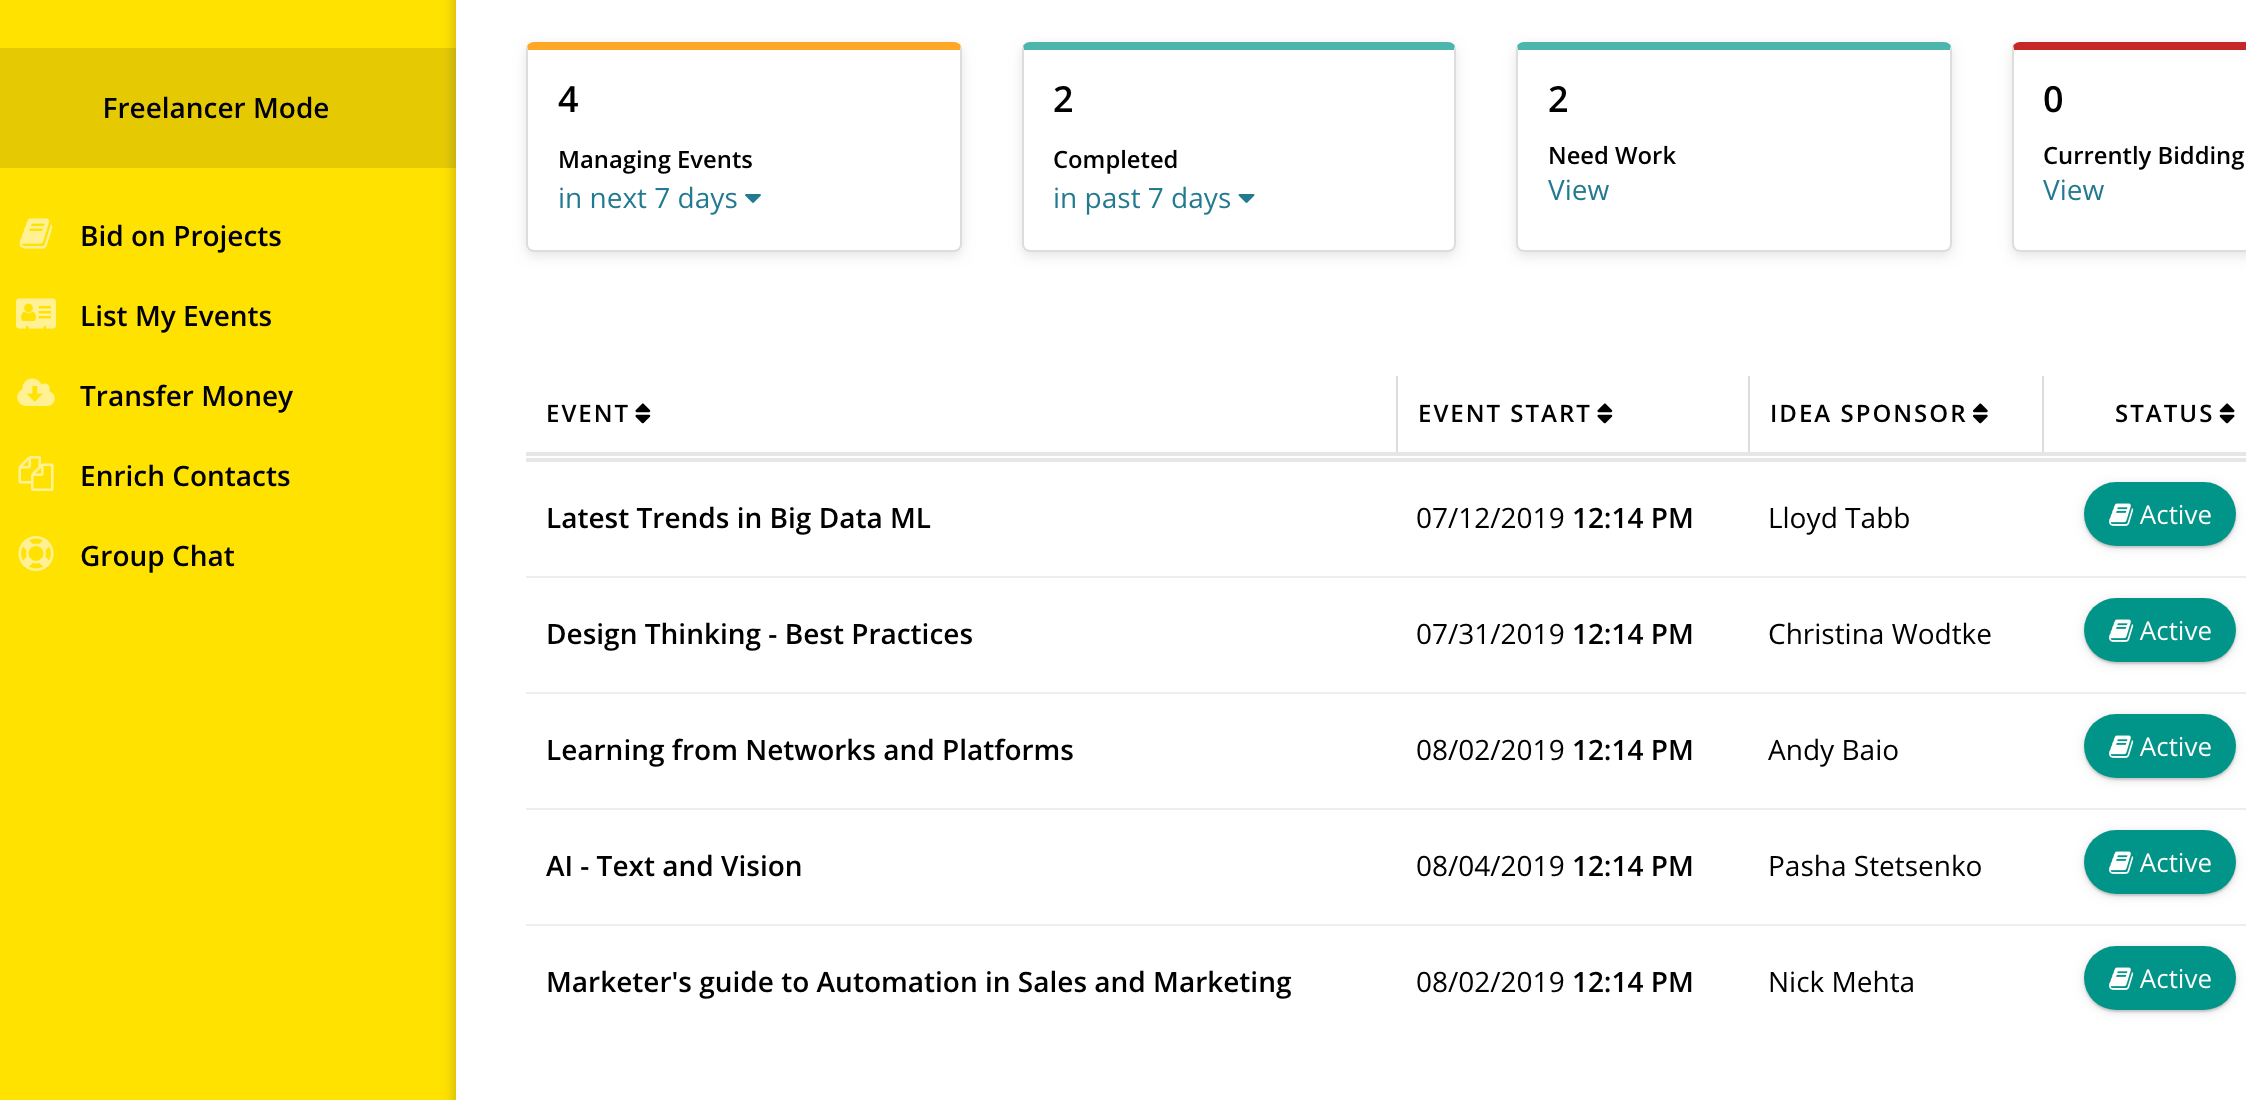 Freelancer Mode
Bid on Projects
List My Events
Transfer Money
Enrich Contacts
Group Chat
4
Managing Events
in next 7 days
2
Completed
in past 7 days
2
Need Work
View
0
Currently Bidding
View
EVENT EVENT START IDEA SPONSOR STATUS
Latest Trends in Big Data ML 07/12/2019 12:14 PM Lloyd Tabb Active
Design Thinking - Best Practices 07/31/2019 12:14 PM Christina Wodtke Active
Learning from Networks and Platforms 08/02/2019 12:14 PM Andy Baio Active
AI - Text and Vision 08/04/2019 12:14 PM Pasha Stetsenko Active
Marketer's guide to Automation in Sales and Marketing 08/02/2019 12:14 PM Nick Mehta Active